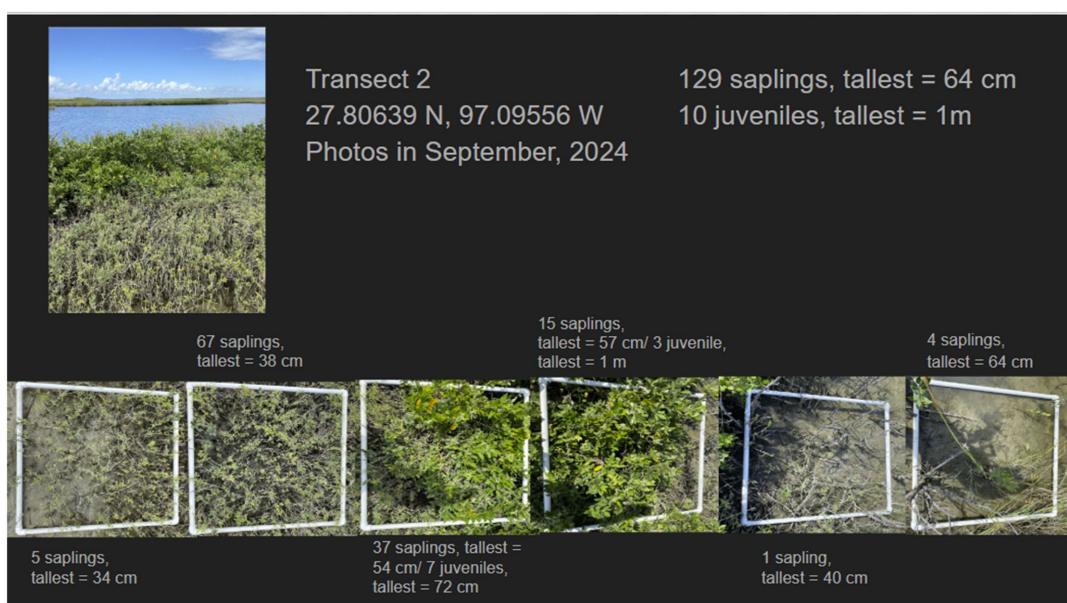 Transect 2
27.80639 N, 97.09556 W
Photos in September, 2024
129 saplings, tallest = 64 cm
10 juveniles, tallest = 1m
67 saplings,
tallest = 38 cm
15 saplings,
tallest = 57 cm/ 3 juvenile,
tallest = 1 m
4 saplings,
tallest = 64 cm
5 saplings,
tallest = 34 cm
37 saplings, tallest =
54 cm/ 7 juveniles,
tallest = 72 cm
1 sapling,
tallest = 40 cm